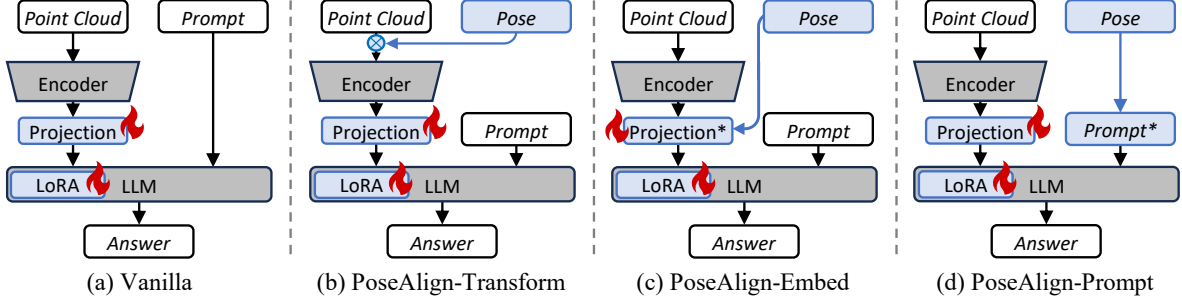 Point Cloud
Prompt
Encoder
Projection
LoRA
LLM
Answer
(a) Vanilla
Point Cloud
Pose
Encoder
Projection
Prompt
LoRA
LLM
Answer
(b) PoseAlign-Transform
Point Cloud
Pose
Encoder
Projection*
Prompt
LoRA
LLM
Answer
(c) PoseAlign-Embed
Point Cloud
Pose
Encoder
Projection
Prompt*
LoRA
LLM
Answer
(d) PoseAlign-Prompt